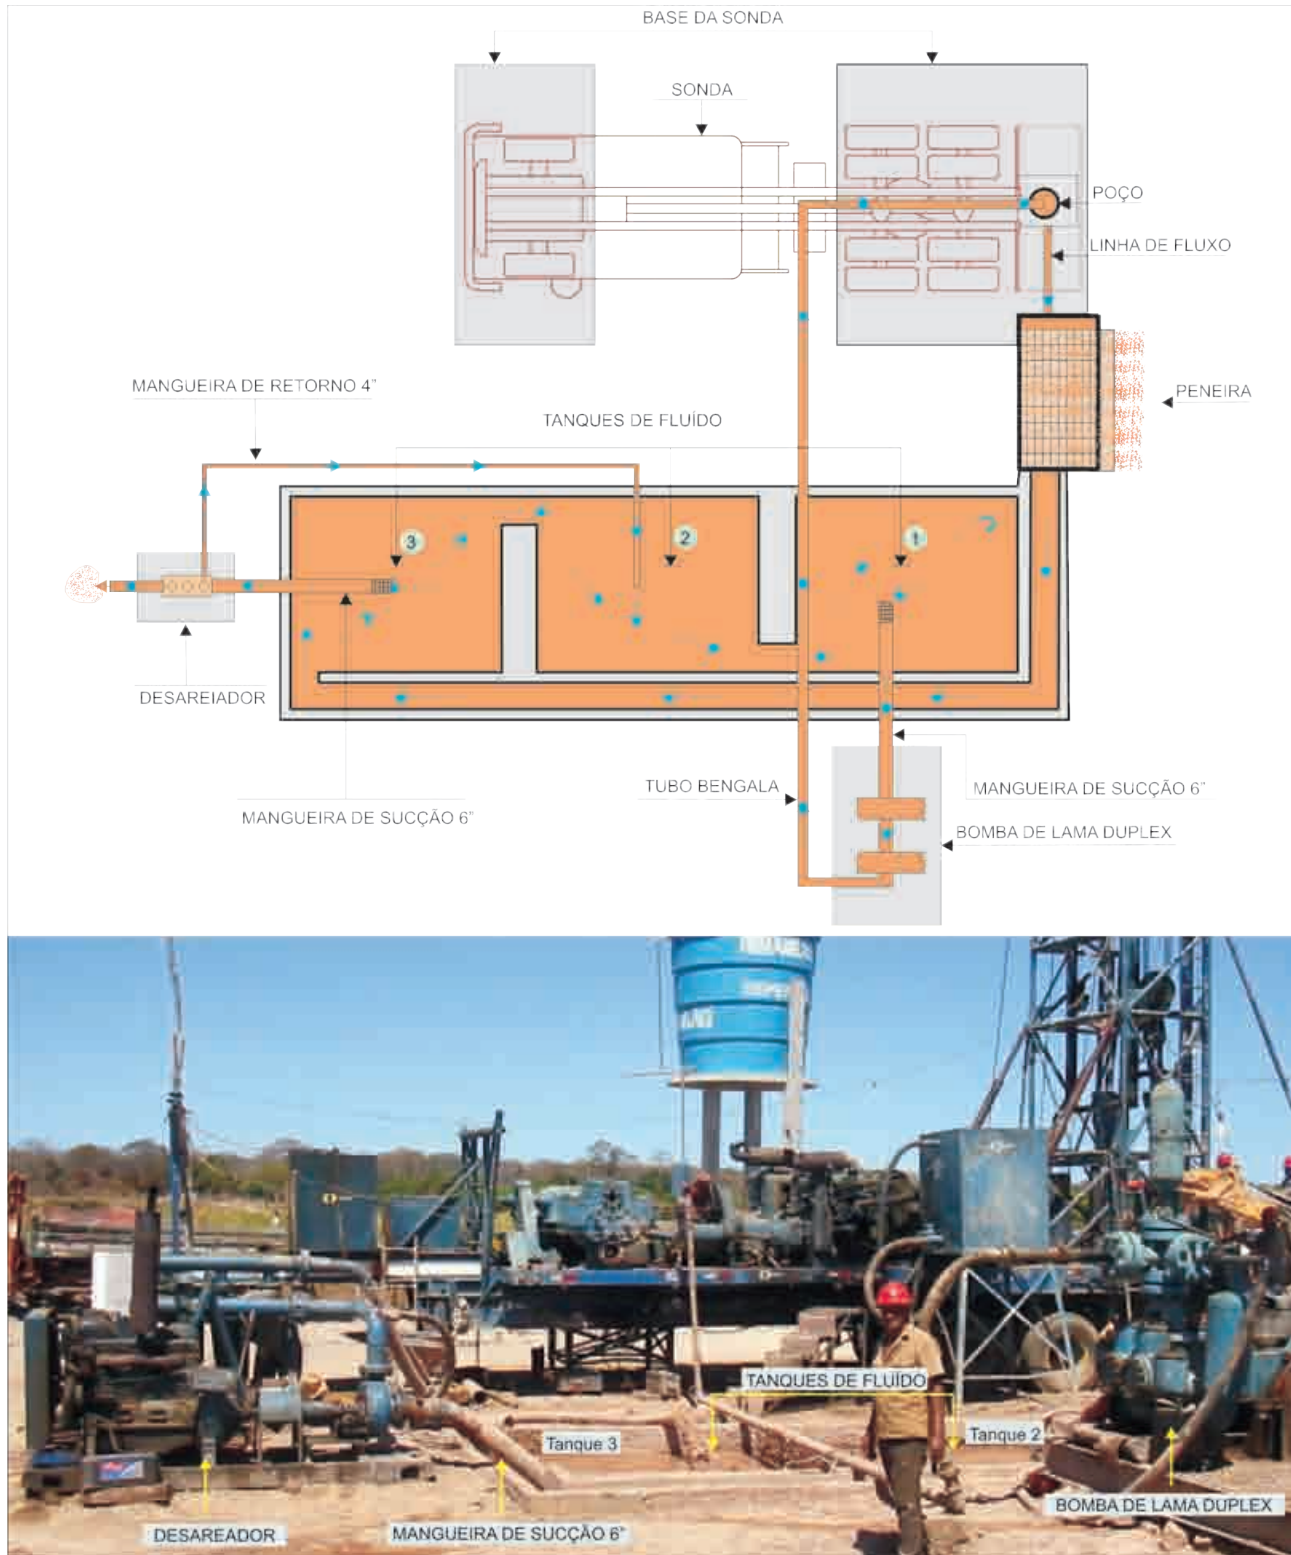 BASE DA SONDA
SONDA
POÇO
LINHA DE FLUXO
MANGUEIRA DE RETORNO 4"
TANQUES DE FLUÍDO
PENEIRA
3
2
1
DESAREIADOR
MANGUEIRA DE SUCÇÃO 6"
TUBO BENGALA
MANGUEIRA DE SUCÇÃO 6"
BOMBA DE LAMA DUPLEX
TANQUES DE FLUÍDO
Tanque 3
Tanque 2
DESAREADOR
MANGUEIRA DE SUCÇÃO 6"
BOMBA DE LAMA DUPLEX